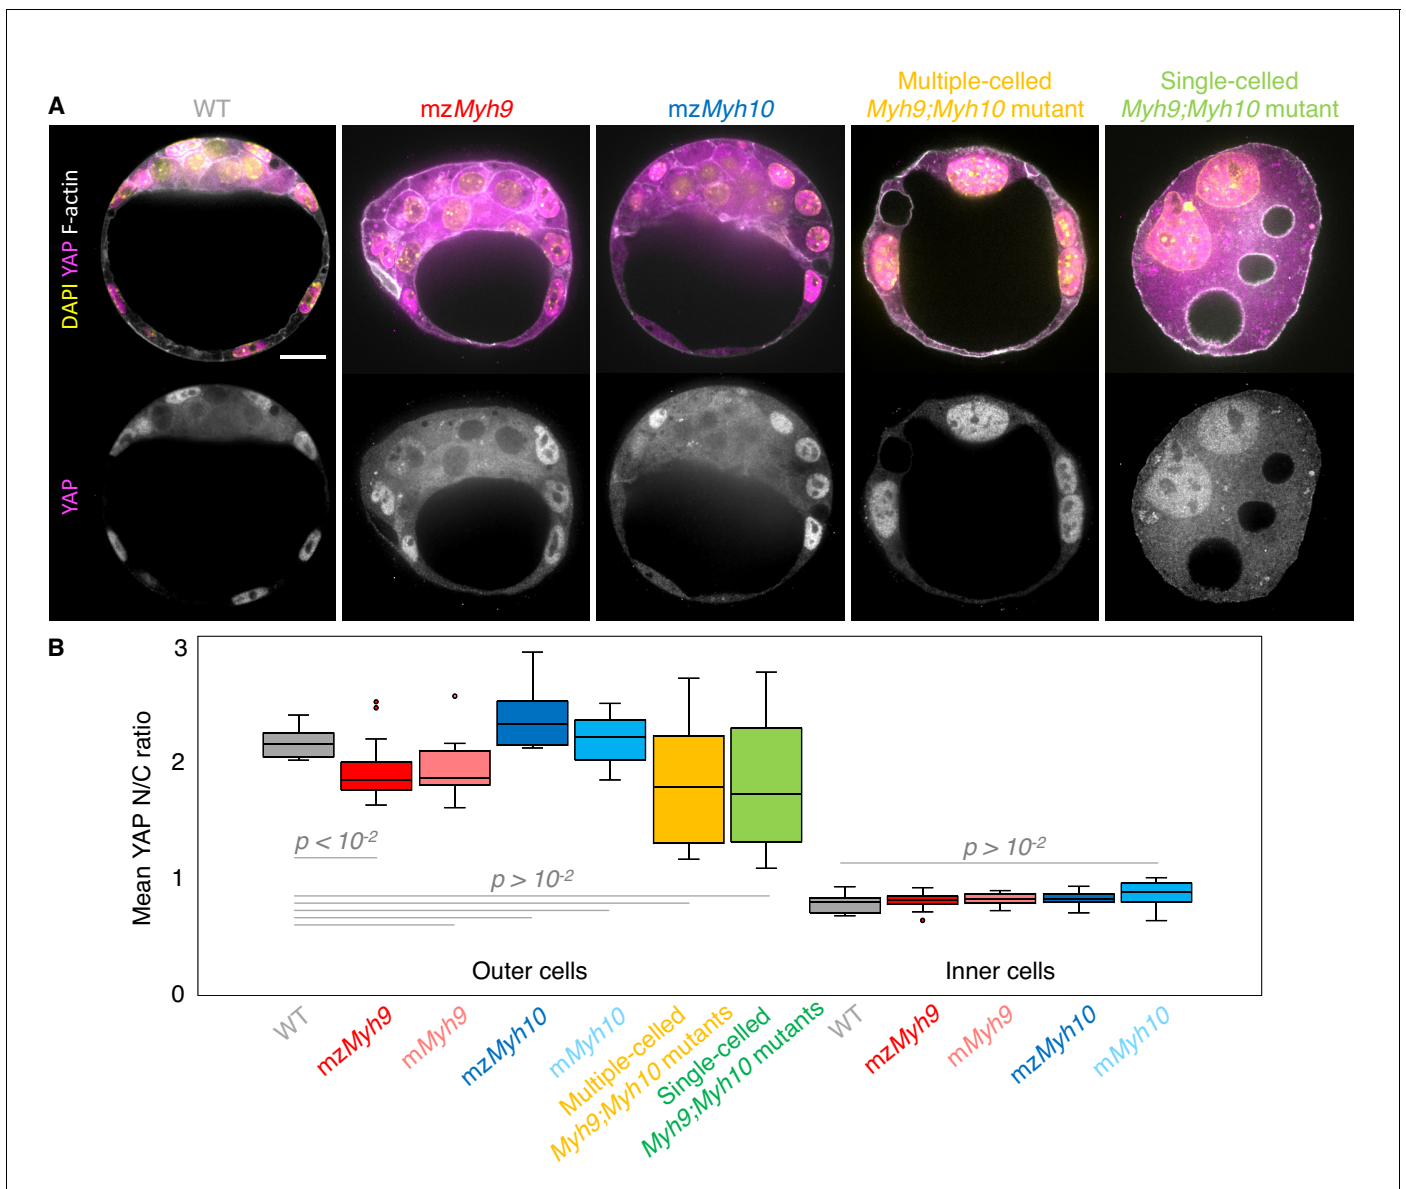 A
WT
mzMyh9
mzMyh10
Multiple-celled
Myh9;Myh10 mutant
Single-celled
Myh9;Myh10 mutant
DAPI YAP F-actin
YAP
B
Mean YAP N/C ratio
3
2
1
0
p < 10-2
p > 10-2
p > 10-2
Outer cells
Inner cells
WT
mzMyh9
mMyh9
mzMyh10
mMyh10
Multiple-celled
Myh9;Myh10 mutants
Single-celled
Myh9;Myh10 mutants
WT
mzMyh9
mMyh9
mzMyh10
mMyh10